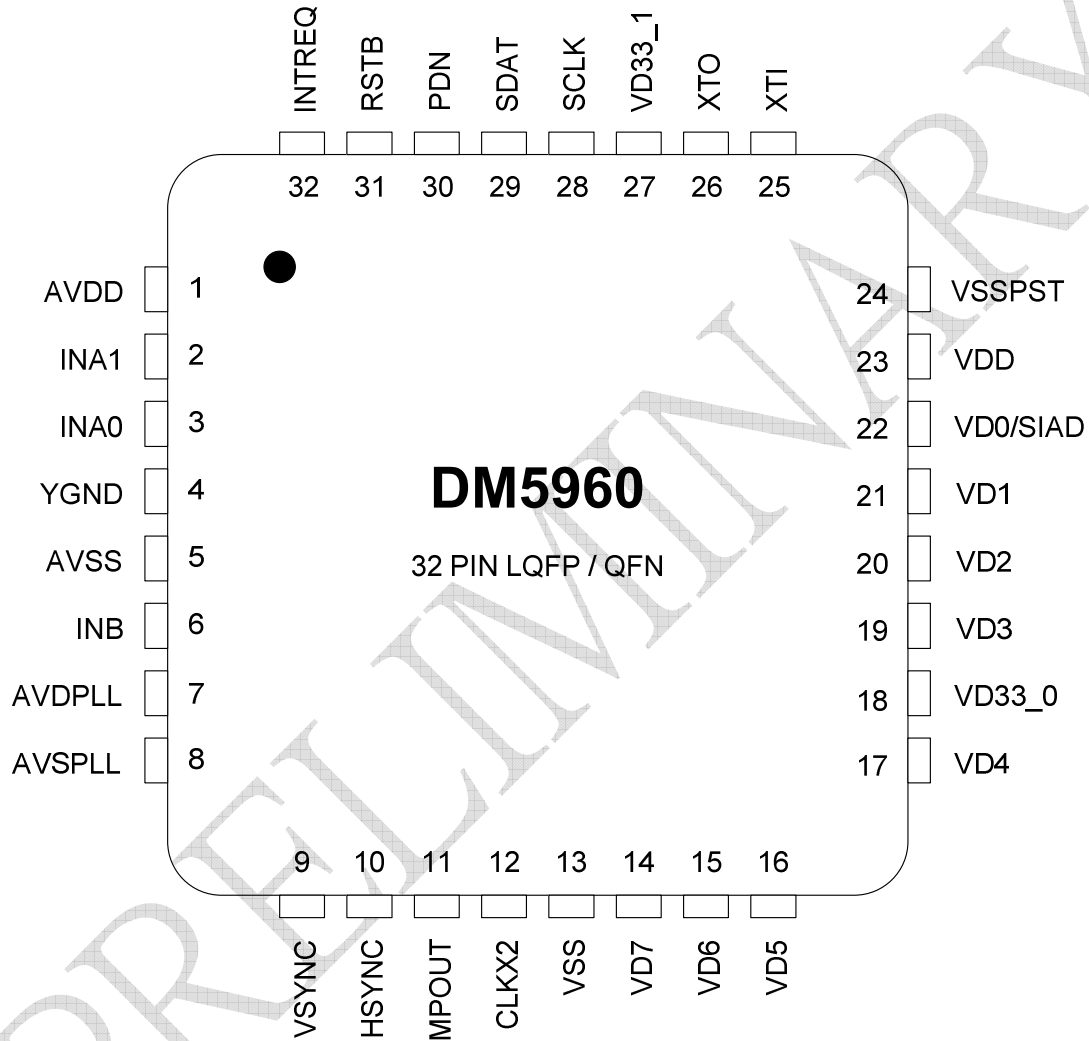 INTREQ
RSTB
PDN
SDAT
SCLK
VD33_1
XTO
XTI
32 31 30 29 28 27 26 25
AVDD 1
INA1 2
INA0 3
YGND 4
AVSS 5
INB 6
AVDPLL 7
AVSPLL 8
24 VSSPST
23 VDD
22 VD0/SIAD
21 VD1
20 VD2
19 VD3
18 VD33_0
17 VD4
DM5960
32 PIN LQFP / QFN
9 10 11 12 13 14 15 16
VSYNC
HSYNC
MPOUT
CLKX2
VSS
VD7
VD6
VD5
PRELIMINARY